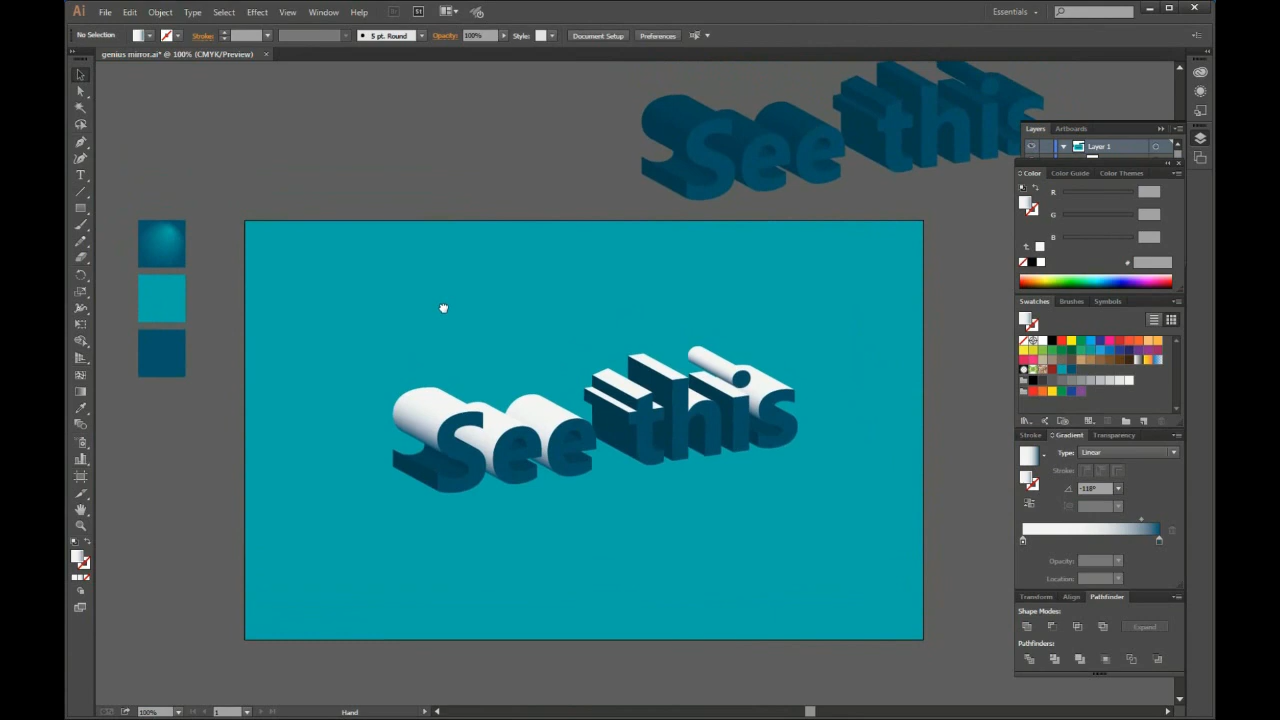 Ai File Edit Object Type Select Effect View Window Help Essentials
No Selection Stroke: 5 pt. Round Opacity: 100% Style: Document Setup Preferences
genius mirror.ai* @ 100% (CMYK/Preview) ×
See this
Layers Artboards
Layer 1
Color Color Guide Color Themes
R
G
B
See this
Swatches Brushes Symbols
Stroke Gradient Transparency
Type: Linear
Stroke:
-118°
Opacity:
Location:
Transform Align Pathfinder
Shape Modes:
Expand
Pathfinders:
100% 1 Hand